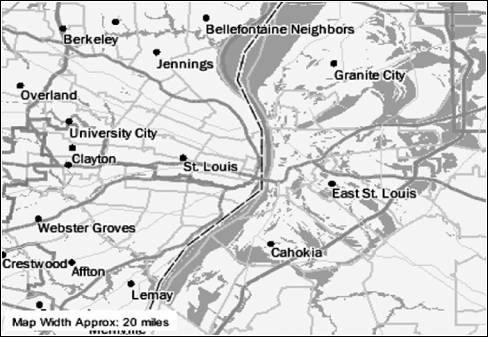 Bellefontaine Neighbors
Berkeley
Jennings
Granite City
Overland
University City
Clayton
St. Louis
East St. Louis
Webster Groves
Cahokia
Crestwood
Affton
Lemay
Map Width Approx: 20 miles